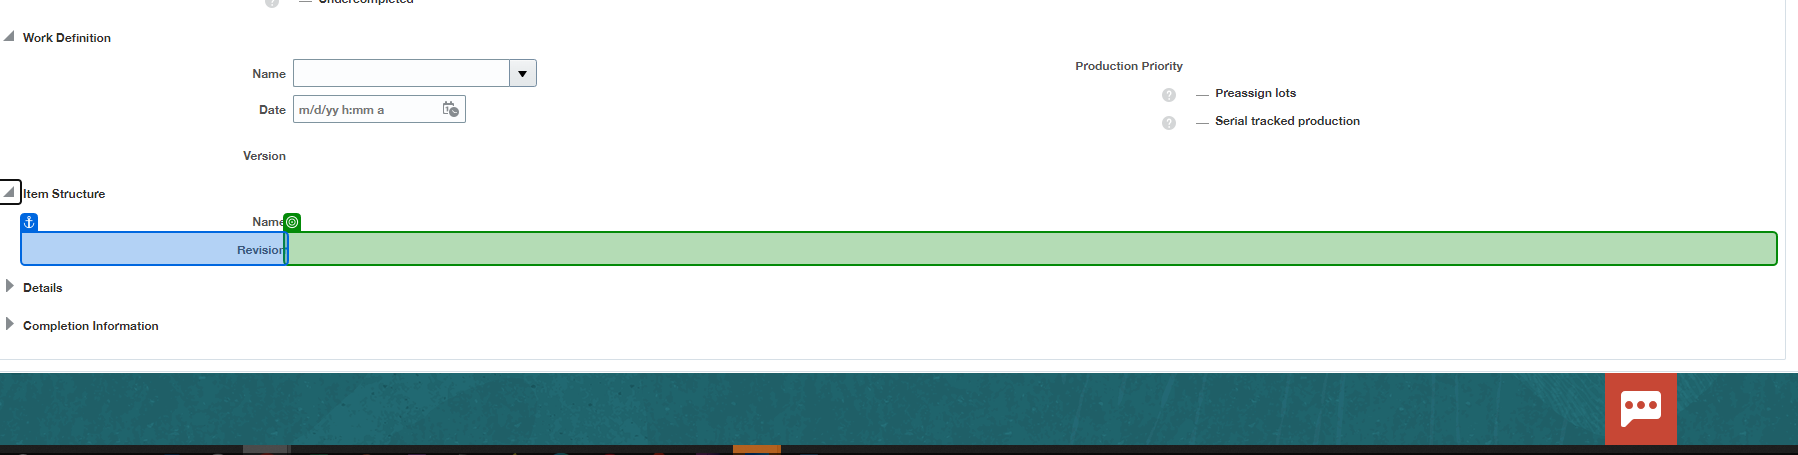 Undercompleted
Work Definition
Name
Production Priority
Preassign lots
Date m/d/yy h:mm a
Serial tracked production
Version
Item Structure
Name
Revision
Details
Completion Information